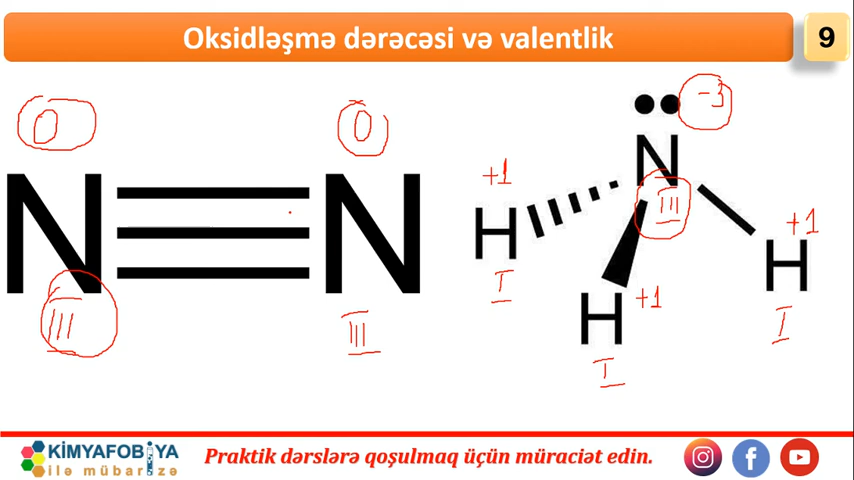 Oksidləşmə dərəcəsi və valentlik
9
0 0 -3
N N N
+1 +1
III
H H
I +1 I
H
III III I
KİMYAFOBİYA
ilə mübarizə
Praktik dərslərə qoşulmaq üçün müraciət edin.